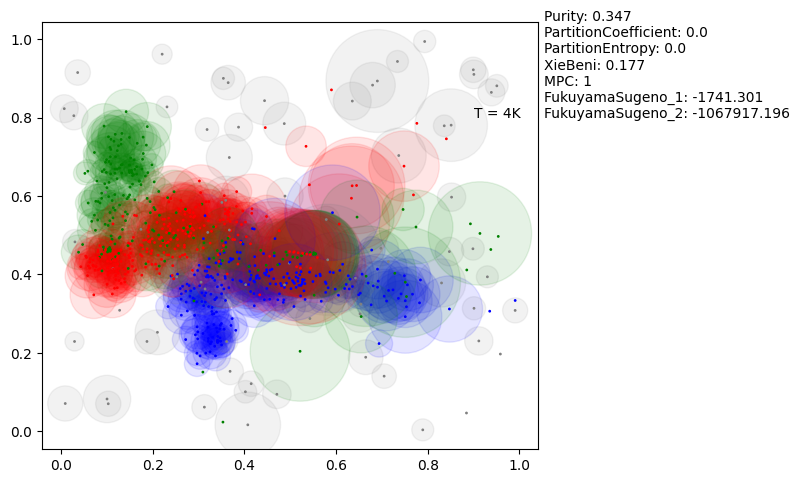 Purity: 0.347
PartitionCoefficient: 0.0
PartitionEntropy: 0.0
XieBeni: 0.177
MPC: 1
FukuyamaSugeno_1: -1741.301
FukuyamaSugeno_2: -1067917.196
T = 4K
1.0
0.8
0.6
0.4
0.2
0.0
0.0 0.2 0.4 0.6 0.8 1.0